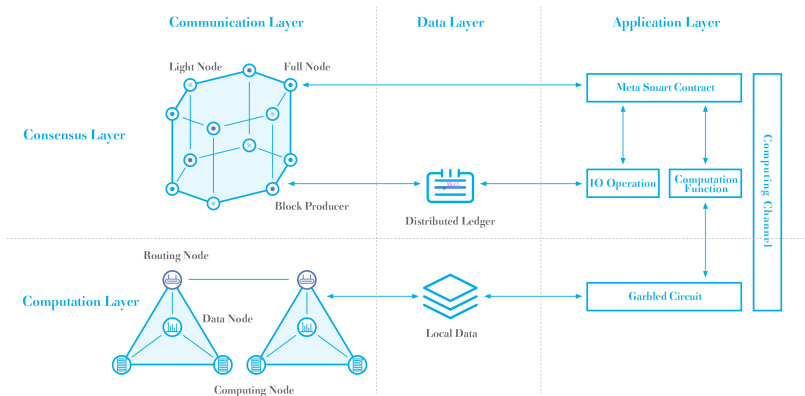 Communication Layer
Data Layer
Application Layer
Light Node
Full Node
Meta Smart Contract
Consensus Layer
Computing Channel
IO Operation
Computation
Function
Block Producer
Distributed Ledger
Routing Node
Computation Layer
Data Node
Garbled Circuit
Local Data
Computing Node